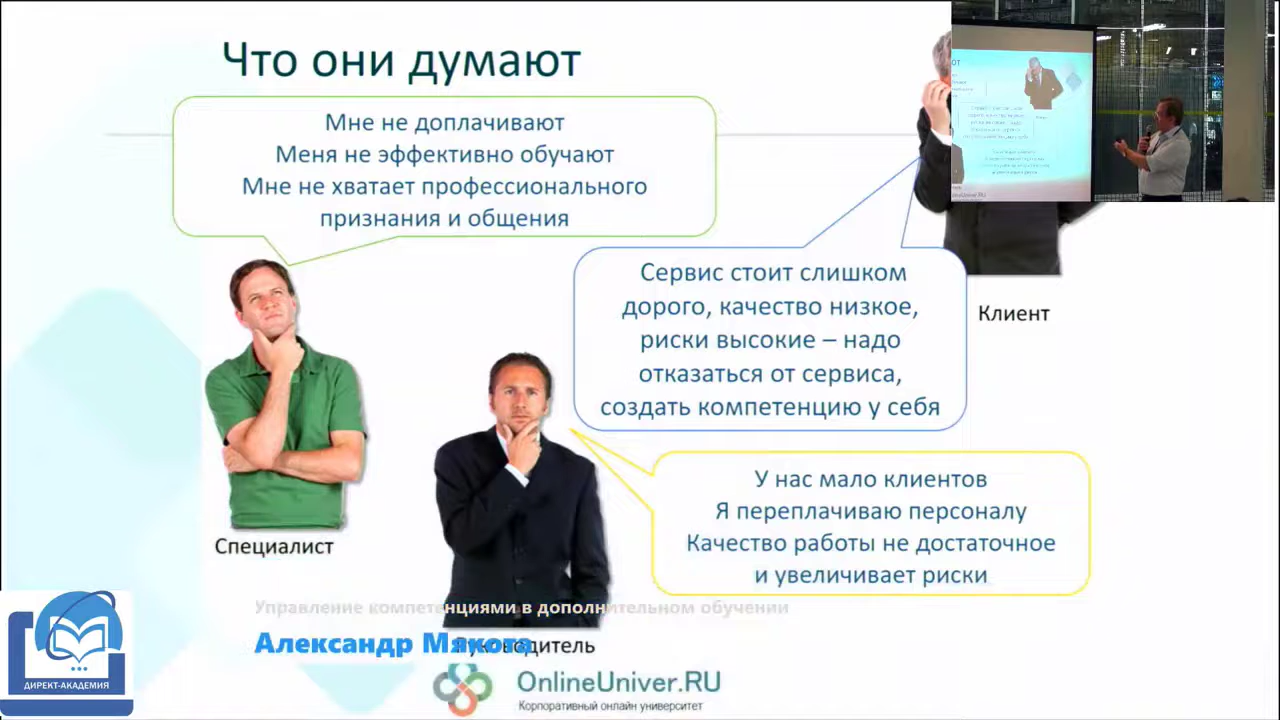 Что они думают
Мне не доплачивают
Меня не эффективно обучают
Мне не хватает профессионального
признания и общения
Сервис стоит слишком
дорого, качество низкое,
риски высокие – надо
отказаться от сервиса,
создать компетенцию у себя
Клиент
У нас мало клиентов
Я переплачиваю персоналу
Качество работы не достаточное
и увеличивает риски
Специалист
Управление компетенциями в дополнительном обучении
Александр Мякота
ДИРЕКТ-АКАДЕМИЯ
OnlineUniver.RU
Корпоративный онлайн университет